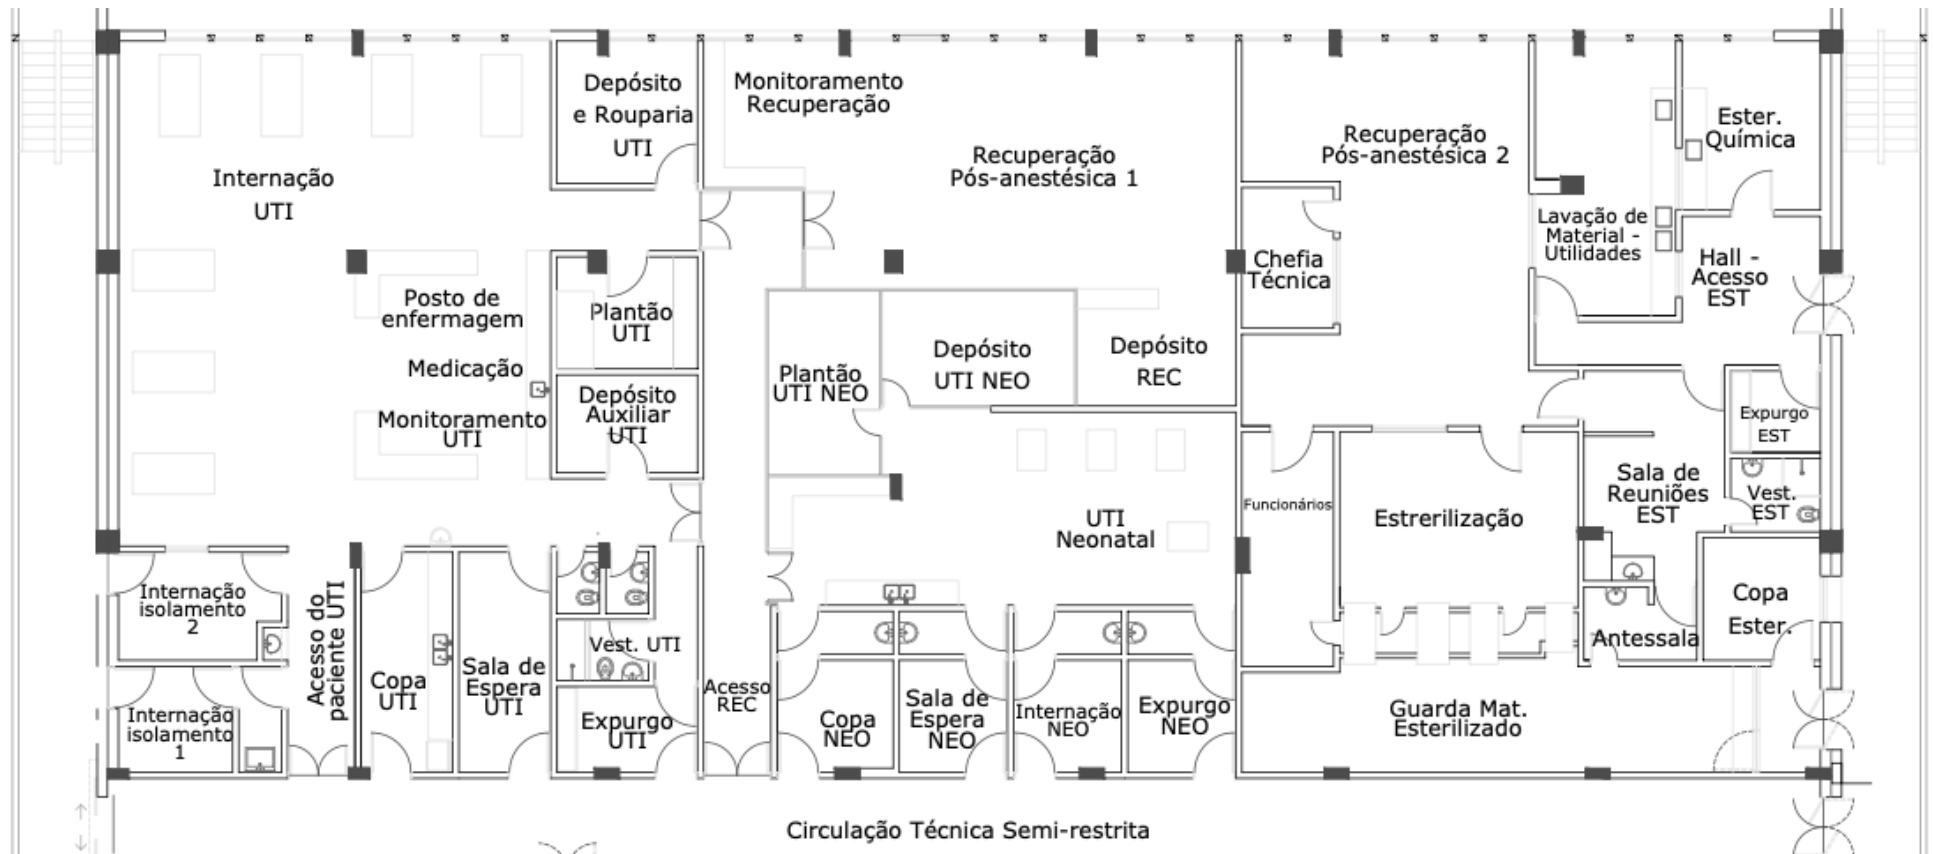 Depósito
e Rouparia
UTI
Monitoramento
Recuperação
Recuperação
Pós-anestésica 1
Recuperação
Pós-anestésica 2
Ester.
Química
Internação
UTI
Lavação de
Material -
Utilidades
Chefia
Técnica
Hall -
Acesso
EST
Posto de
enfermagem
Plantão
UTI
Medicação
Depósito
Auxiliar
UTI
Monitoramento
UTI
Plantão
UTI NEO
Depósito
UTI NEO
Depósito
REC
Expurgo
EST
Sala de
Reuniões
EST
Vest.
EST
Funcionários
Estrerilização
UTI
Neonatal
Internação
isolamento
2
Acesso do
paciente UTI
Copa
UTI
Sala de
Espera
UTI
Vest. UTI
Expurgo
UTI
Acesso
REC
Copa
NEO
Sala de
Espera
NEO
Internação
NEO
Expurgo
NEO
Antessala
Copa
Ester.
Guarda Mat.
Esterilizado
Internação
isolamento
1
Circulação Técnica Semi-restrita